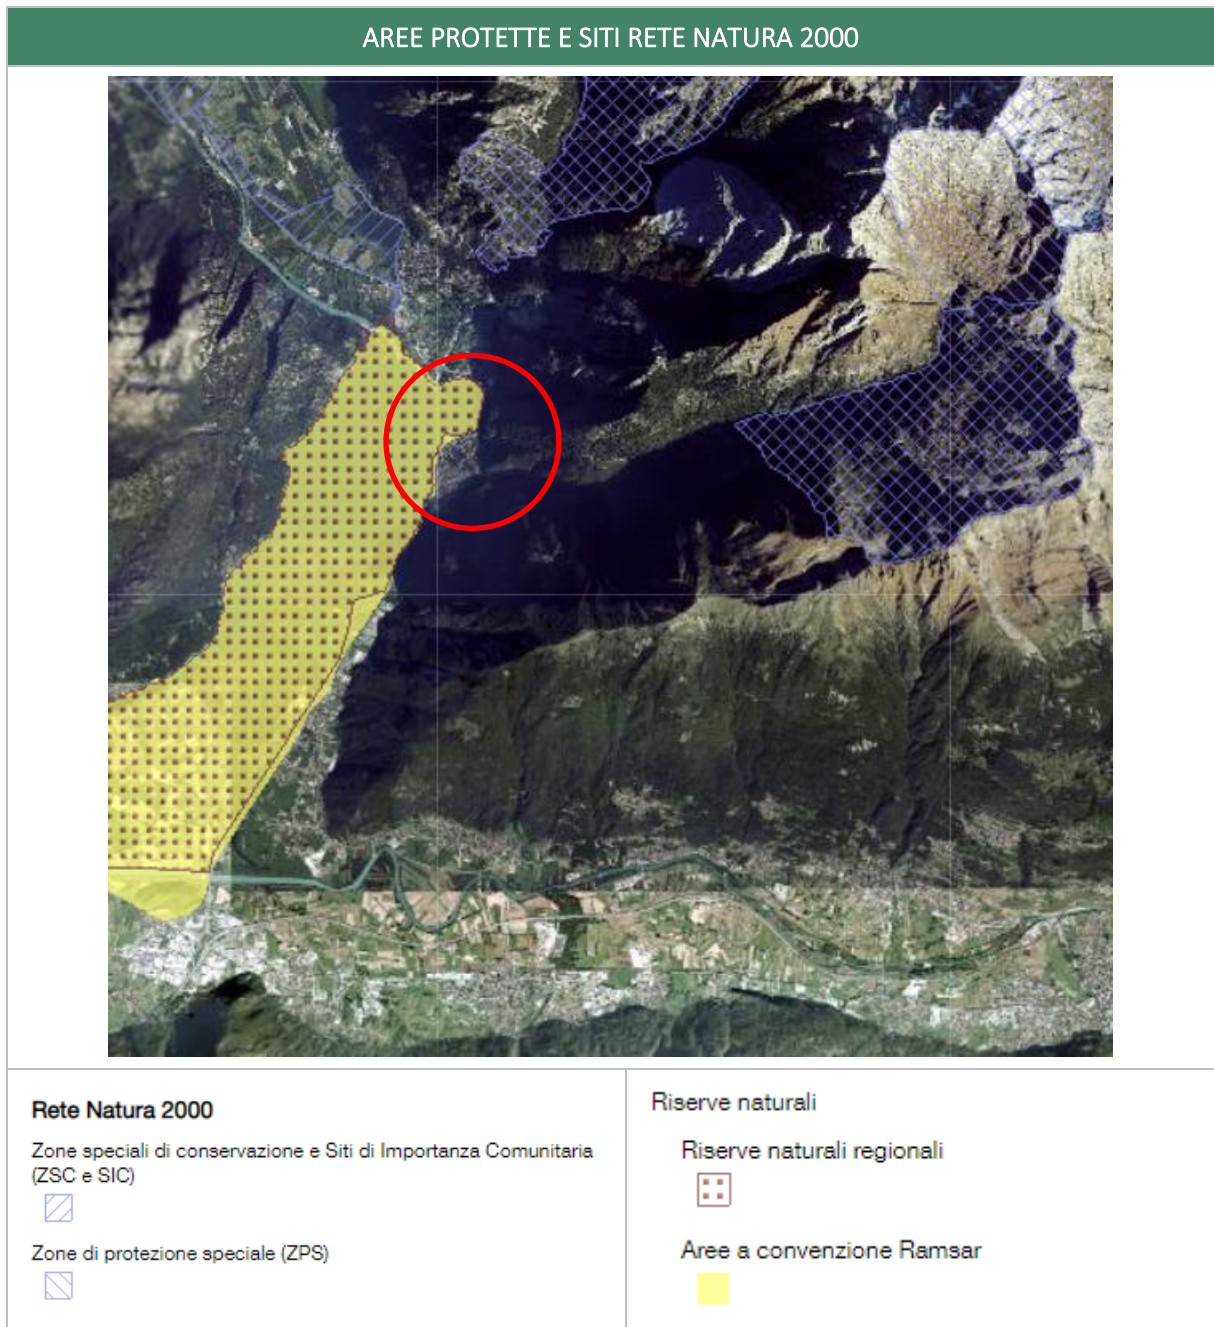 AREE PROTETTE E SITI RETE NATURA 2000
Rete Natura 2000
Zone speciali di conservazione e Siti di Importanza Comunitaria
(ZSC e SIC)
Zone di protezione speciale (ZPS)
Riserve naturali
Riserve naturali regionali
Aree a convenzione Ramsar